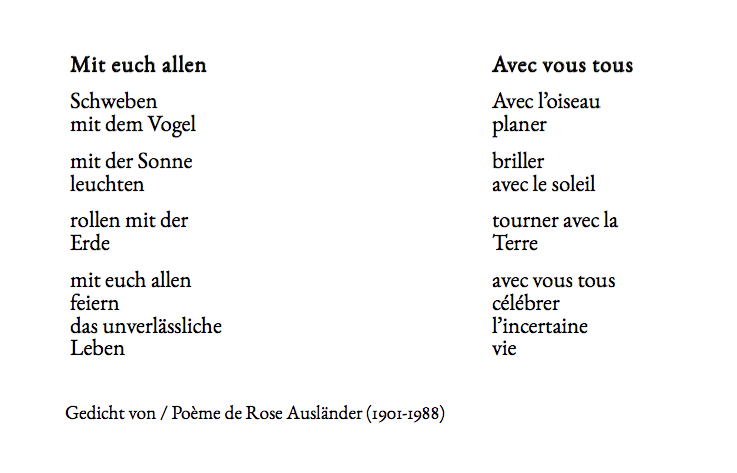 Mit euch allen
Schweben
mit dem Vogel
mit der Sonne
leuchten
rollen mit der
Erde
mit euch allen
feiern
das unverlässliche
Leben
Avec vous tous
Avec l’oiseau
planer
briller
avec le soleil
tourner avec la
Terre
avec vous tous
célébrer
l’incertaine
vie
Gedicht von / Poème de Rose Ausländer (1901-1988)